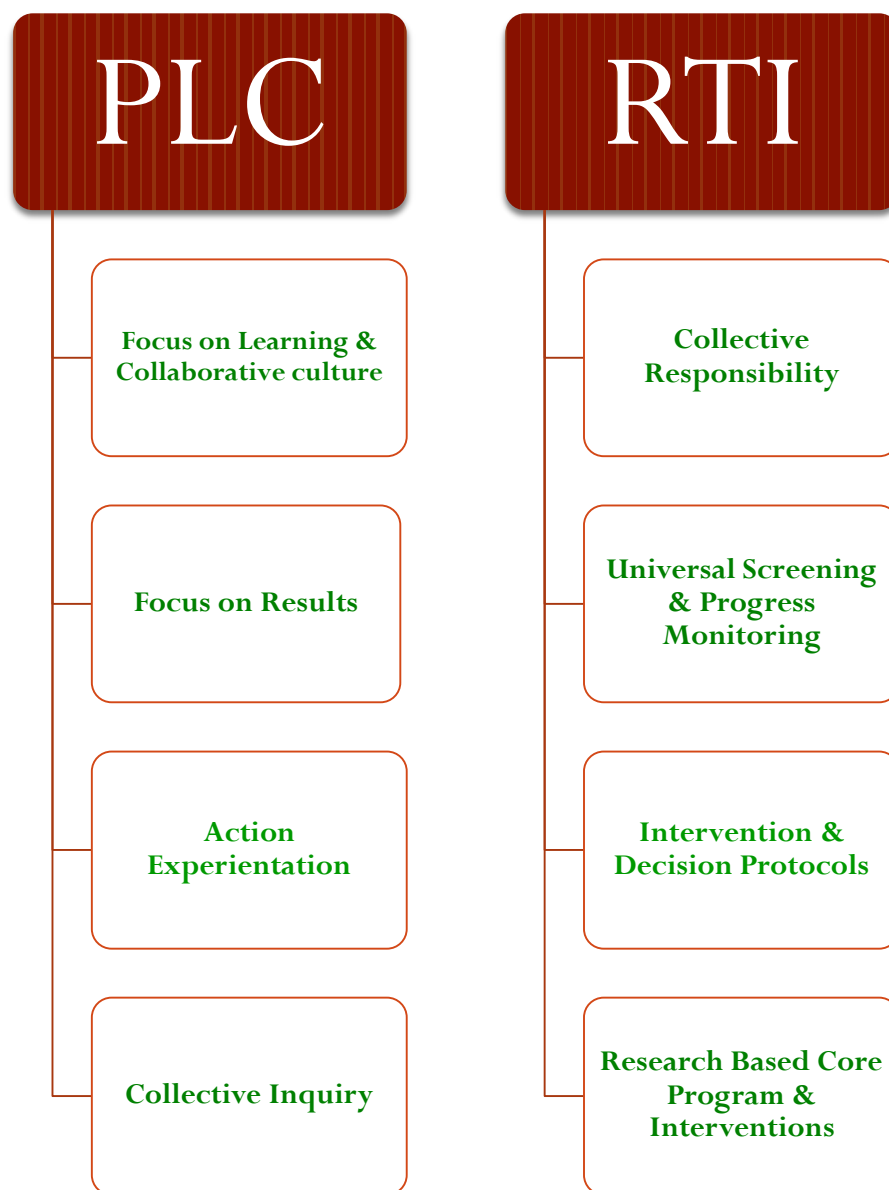 PLC
Focus on Learning &
Collaborative culture
Focus on Results
Action
Experientation
Collective Inquiry
RTI
Collective
Responsibility
Universal Screening
& Progress
Monitoring
Intervention &
Decision Protocols
Research Based Core
Program &
Interventions